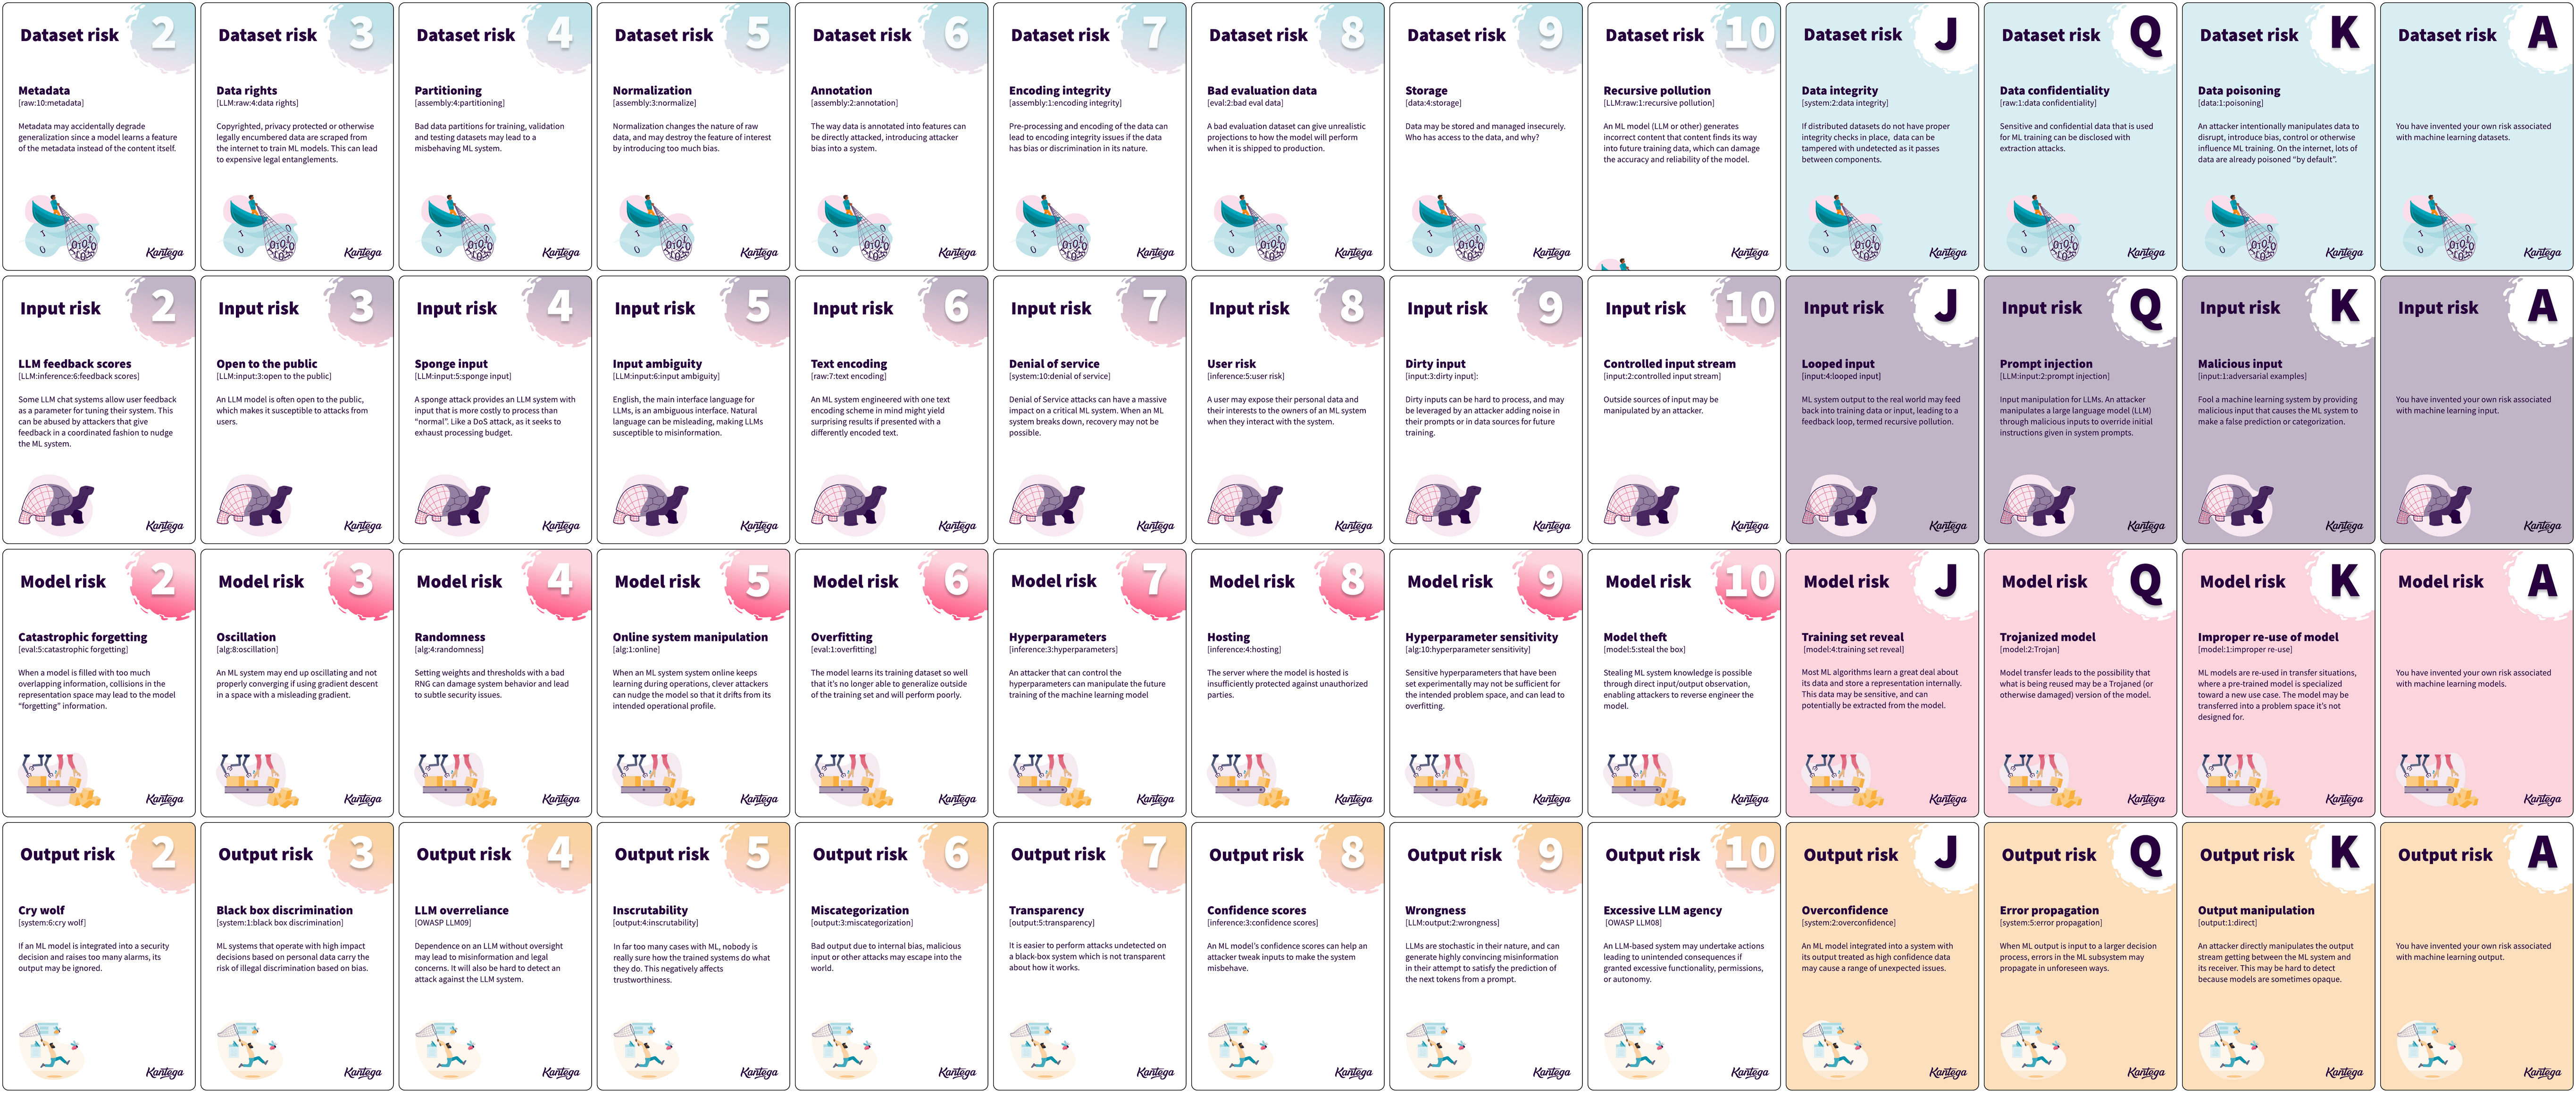 Dataset risk 2
Metadata
[raw:10:metadata]
Metadata may accidentally degrade
generalization since a model learns a feature
of the metadata instead of the content itself.
Kantega
Dataset risk 3
Data rights
[LLM:raw:4:data rights]
Copyrighted, privacy protected or otherwise
legally encumbered data are scraped from
the internet to train ML models. This can lead
to expensive legal entanglements.
Kantega
Dataset risk 4
Partitioning
[assembly:4:partitioning]
Bad data partitions for training, validation
and testing datasets may lead to a
misbehaving ML system.
Kantega
Dataset risk 5
Normalization
[assembly:3:normalize]
Normalization changes the nature of raw
data, and may destroy the feature of interest
by introducing too much bias.
Kantega
Dataset risk 6
Annotation
[assembly:2:annotation]
The way data is annotated into features can
be directly attacked, introducing attacker
bias into a system.
Kantega
Dataset risk 7
Encoding integrity
[assembly:1:encoding integrity]
Pre-processing and encoding of the data can
lead to encoding integrity issues if the data
has bias or discrimination in its nature.
Kantega
Dataset risk 8
Bad evaluation data
[eval:2:bad eval data]
A bad evaluation dataset can give unrealistic
projections to how the model will perform
when it is shipped to production.
Kantega
Dataset risk 9
Storage
[data:4:storage]
Data may be stored and managed insecurely.
Who has access to the data, and why?
Kantega
Dataset risk 10
Recursive pollution
[LLM:raw:1:recursive pollution]
An ML model (LLM or other) generates
incorrect content that content finds its way
into future training data, which can damage
the accuracy and reliability of the model.
Kantega
Dataset risk J
Data integrity
[system:2:data integrity]
If distributed datasets do not have proper
integrity checks in place, data can be
tampered with undetected as it passes
between components.
Kantega
Dataset risk Q
Data confidentiality
[raw:1:data confidentiality]
Sensitive and confidential data that is used
for ML training can be disclosed with
extraction attacks.
Kantega
Dataset risk K
Data poisoning
[data:1:poisoning]
An attacker intentionally manipulates data to
disrupt, introduce bias, control or otherwise
influence ML training. On the internet, lots of
data are already poisoned “by default”.
Kantega
Dataset risk A
You have invented your own risk associated
with machine learning datasets.
Kantega
Input risk 2
LLM feedback scores
[LLM:inference:6:feedback scores]
Some LLM chat systems allow user feedback
as a parameter for tuning their system. This
can be abused by attackers that give
feedback in a coordinated fashion to nudge
the ML system.
Kantega
Input risk 3
Open to the public
[LLM:input:3:open to the public]
An LLM model is often open to the public,
which makes it susceptible to attacks from
users.
Kantega
Input risk 4
Sponge input
[LLM:input:5:sponge input]
A sponge attack provides an LLM system with
input that is more costly to process than
“normal”. Like a DoS attack, as it seeks to
exhaust processing budget.
Kantega
Input risk 5
Input ambiguity
[LLM:input:6:input ambiguity]
English, the main interface language for
LLMs, is an ambiguous interface. Natural
language can be misleading, making LLMs
susceptible to misinformation.
Kantega
Input risk 6
Text encoding
[raw:7:text encoding]
An ML system engineered with one text
encoding scheme in mind might yield
surprising results if presented with a
differently encoded text.
Kantega
Input risk 7
Denial of service
[system:10:denial of service]
Denial of Service attacks can have a massive
impact on a critical ML system. When an ML
system breaks down, recovery may not be
possible.
Kantega
Input risk 8
User risk
[inference:5:user risk]
A user may expose their personal data and
their interests to the owners of an ML system
when they interact with the system.
Kantega
Input risk 9
Dirty input
[input:3:dirty input]:
Dirty inputs can be hard to process, and may
be leveraged by an attacker adding noise in
their prompts or in data sources for future
training.
Kantega
Input risk 10
Controlled input stream
[input:2:controlled input stream]
Outside sources of input may be
manipulated by an attacker.
Kantega
Input risk J
Looped input
[input:4:looped input]
ML system output to the real world may feed
back into training data or input, leading to a
feedback loop, termed recursive pollution.
Kantega
Input risk Q
Prompt injection
[LLM:input:2:prompt injection]
Input manipulation for LLMs. An attacker
manipulates a large language model (LLM)
through malicious inputs to override initial
instructions given in system prompts.
Kantega
Input risk K
Malicious input
[input:1:adversarial examples]
Fool a machine learning system by providing
malicious input that causes the ML system to
make a false prediction or categorization.
Kantega
Input risk A
You have invented your own risk associated
with machine learning input.
Kantega
Model risk 2
Catastrophic forgetting
[eval:5:catastrophic forgetting]
When a model is filled with too much
overlapping information, collisions in the
representation space may lead to the model
“forgetting” information.
Kantega
Model risk 3
Oscillation
[alg:8:oscillation]
An ML system may end up oscillating and not
properly converging if using gradient descent
in a space with a misleading gradient.
Kantega
Model risk 4
Randomness
[alg:4:randomness]
Setting weights and thresholds with a bad
RNG can damage system behavior and lead
to subtle security issues.
Kantega
Model risk 5
Online system manipulation
[alg:1:online]
When an ML system system online keeps
learning during operations, clever attackers
can nudge the model so that it drifts from its
intended operational profile.
Kantega
Model risk 6
Overfitting
[eval:1:overfitting]
The model learns its training dataset so well
that it’s no longer able to generalize outside
of the training set and will perform poorly.
Kantega
Model risk 7
Hyperparameters
[inference:3:hyperparameters]
An attacker that can control the
hyperparameters can manipulate the future
training of the machine learning model
Kantega
Model risk 8
Hosting
[inference:4:hosting]
The server where the model is hosted is
insufficiently protected against unauthorized
parties.
Kantega
Model risk 9
Hyperparameter sensitivity
[alg:10:hyperparameter sensitivity]
Sensitive hyperparameters that have been
set experimentally may not be sufficient for
the intended problem space, and can lead to
overfitting.
Kantega
Model risk 10
Model theft
[model:5:steal the box]
Stealing ML system knowledge is possible
through direct input/output observation,
enabling attackers to reverse engineer the
model.
Kantega
Model risk J
Training set reveal
[model:4:training set reveal]
Most ML algorithms learn a great deal about
its data and store a representation internally.
This data may be sensitive, and can
potentially be extracted from the model.
Kantega
Model risk Q
Trojanized model
[model:2:Trojan]
Model transfer leads to the possibility that
what is being reused may be a Trojaned (or
otherwise damaged) version of the model.
Kantega
Model risk K
Improper re-use of model
[model:1:improper re-use]
ML models are re-used in transfer situations,
where a pre-trained model is specialized
toward a new use case. The model may be
transferred into a problem space it’s not
designed for.
Kantega
Model risk A
You have invented your own risk associated
with machine learning models.
Kantega
Output risk 2
Cry wolf
[system:6:cry wolf]
If an ML model is integrated into a security
decision and raises too many alarms, its
output may be ignored.
Kantega
Output risk 3
Black box discrimination
[system:1:black box discrimination]
ML systems that operate with high impact
decisions based on personal data carry the
risk of illegal discrimination based on bias.
Kantega
Output risk 4
LLM overreliance
[OWASP LLM09]
Dependence on an LLM without oversight
may lead to misinformation and legal
concerns. It will also be hard to detect an
attack against the LLM system.
Kantega
Output risk 5
Inscrutability
[output:4:inscrutability]
In far too many cases with ML, nobody is
really sure how the trained systems do what
they do. This negatively affects
trustworthiness.
Kantega
Output risk 6
Miscategorization
[output:3:miscategorization]
Bad output due to internal bias, malicious
input or other attacks may escape into the
world.
Kantega
Output risk 7
Transparency
[output:5:transparency]
It is easier to perform attacks undetected on
a black-box system which is not transparent
about how it works.
Kantega
Output risk 8
Confidence scores
[inference:3:confidence scores]
An ML model’s confidence scores can help an
attacker tweak inputs to make the system
misbehave.
Kantega
Output risk 9
Wrongness
[LLM:output:2:wrongness]
LLMs are stochastic in their nature, and can
generate highly convincing misinformation
in their attempt to satisfy the prediction of
the next tokens from a prompt.
Kantega
Output risk 10
Excessive LLM agency
[OWASP LLM08]
An LLM-based system may undertake actions
leading to unintended consequences if
granted excessive functionality, permissions,
or autonomy.
Kantega
Output risk J
Overconfidence
[system:2:overconfidence]
An ML model integrated into a system with
its output treated as high confidence data
may cause a range of unexpected issues.
Kantega
Output risk Q
Error propagation
[system:5:error propagation]
When ML output is input to a larger decision
process, errors in the ML subsystem may
propagate in unforeseen ways.
Kantega
Output risk K
Output manipulation
[output:1:direct]
An attacker directly manipulates the output
stream getting between the ML system and
its receiver. This may be hard to detect
because models are sometimes opaque.
Kantega
Output risk A
You have invented your own risk associated
with machine learning output.
Kantega